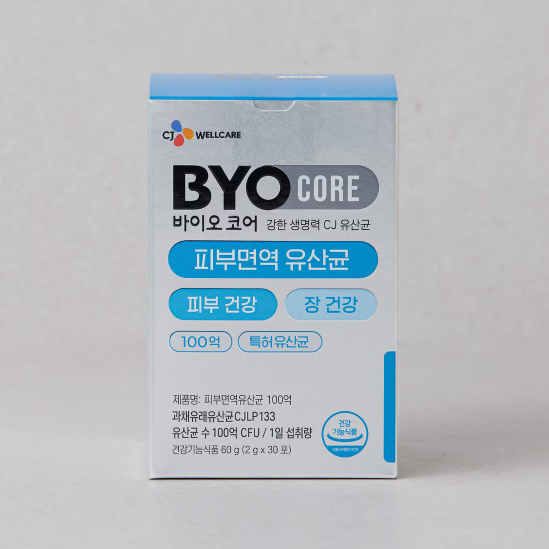 CJ WELLCARE
BYO CORE
바이오 코어 강한 생명력 CJ 유산균
피부면역 유산균
피부 건강 장 건강
100억 특허유산균
제품명: 피부면역유산균 100억
과채유래유산균CJLP133
유산균 수 100억 CFU / 1일 섭취량
건강기능식품 60 g (2 g x 30 포)
건강
기능식품